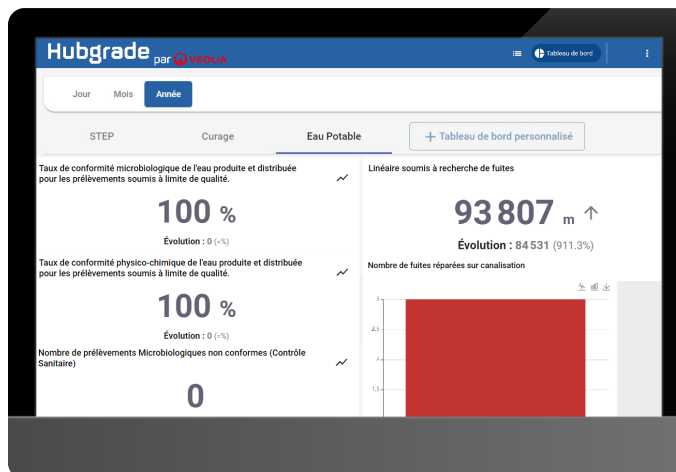 Hubgrade par VEOLIA
Tableau de bord
Jour
Mois
Année
STEP
Curage
Eau Potable
+ Tableau de bord personnalisé
Taux de conformité microbiologique de l'eau produite et distribuée
pour les prélèvements soumis à limite de qualité.
100 %
Évolution : 0 (-%)
Taux de conformité physico-chimique de l'eau produite et distribuée
pour les prélèvements soumis à limite de qualité.
100 %
Évolution : 0 (-%)
Nombre de prélèvements Microbiologiques non conformes (Contrôle
Sanitaire)
0
Linéaire soumis à recherche de fuites
93 807 m
Évolution : 84 531 (911.3%)
Nombre de fuites réparées sur canalisation
3
2.5
2
1.5